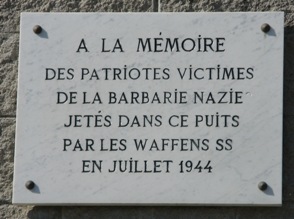 A LA MÉMOIRE
DES PATRIOTES VICTIMES
DE LA BARBARIE NAZIE
JETÉS DANS CE PUITS
PAR LES WAFFENS SS
EN JUILLET 1944